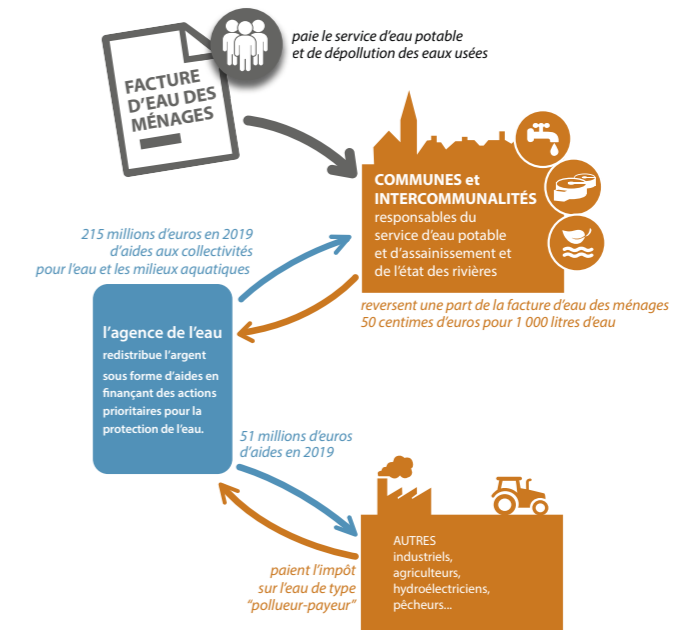 paie le service d'eau potable
et de dépollution des eaux usées
FACTURE
D'EAU DES
MÉNAGES
COMMUNES et
INTERCOMMUNALITÉS
responsables du
service d'eau potable
et d'assainissement et
de l'état des rivières
215 millions d'euros en 2019
d'aides aux collectivités
pour l'eau et les milieux aquatiques
reversent une part de la facture d'eau des ménages
50 centimes d'euros pour 1 000 litres d'eau
l'agence de l'eau
redistribue l'argent
sous forme d'aides en
finançant des actions
prioritaires pour la
protection de l'eau.
51 millions d'euros
d'aides en 2019
AUTRES
industriels,
agriculteurs,
hydroélectriciens,
pêcheurs...
paient l'impôt
sur l'eau de type
"pollueur-payeur"